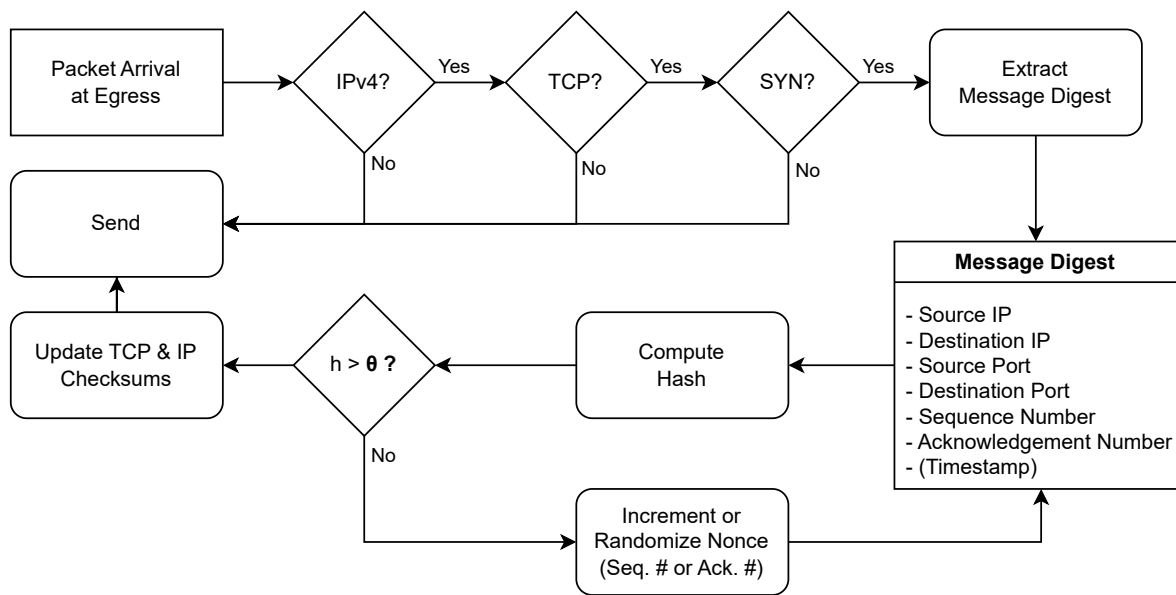 Packet Arrival
at Egress
IPv4?
Yes
TCP?
Yes
SYN?
Yes
Extract
Message Digest
No
No
No
Send
Message Digest
- Source IP
- Destination IP
- Source Port
- Destination Port
- Sequence Number
- Acknowledgement Number
- (Timestamp)
Update TCP & IP
Checksums
h > θ ?
Compute
Hash
No
Increment or
Randomize Nonce
(Seq. # or Ack. #)